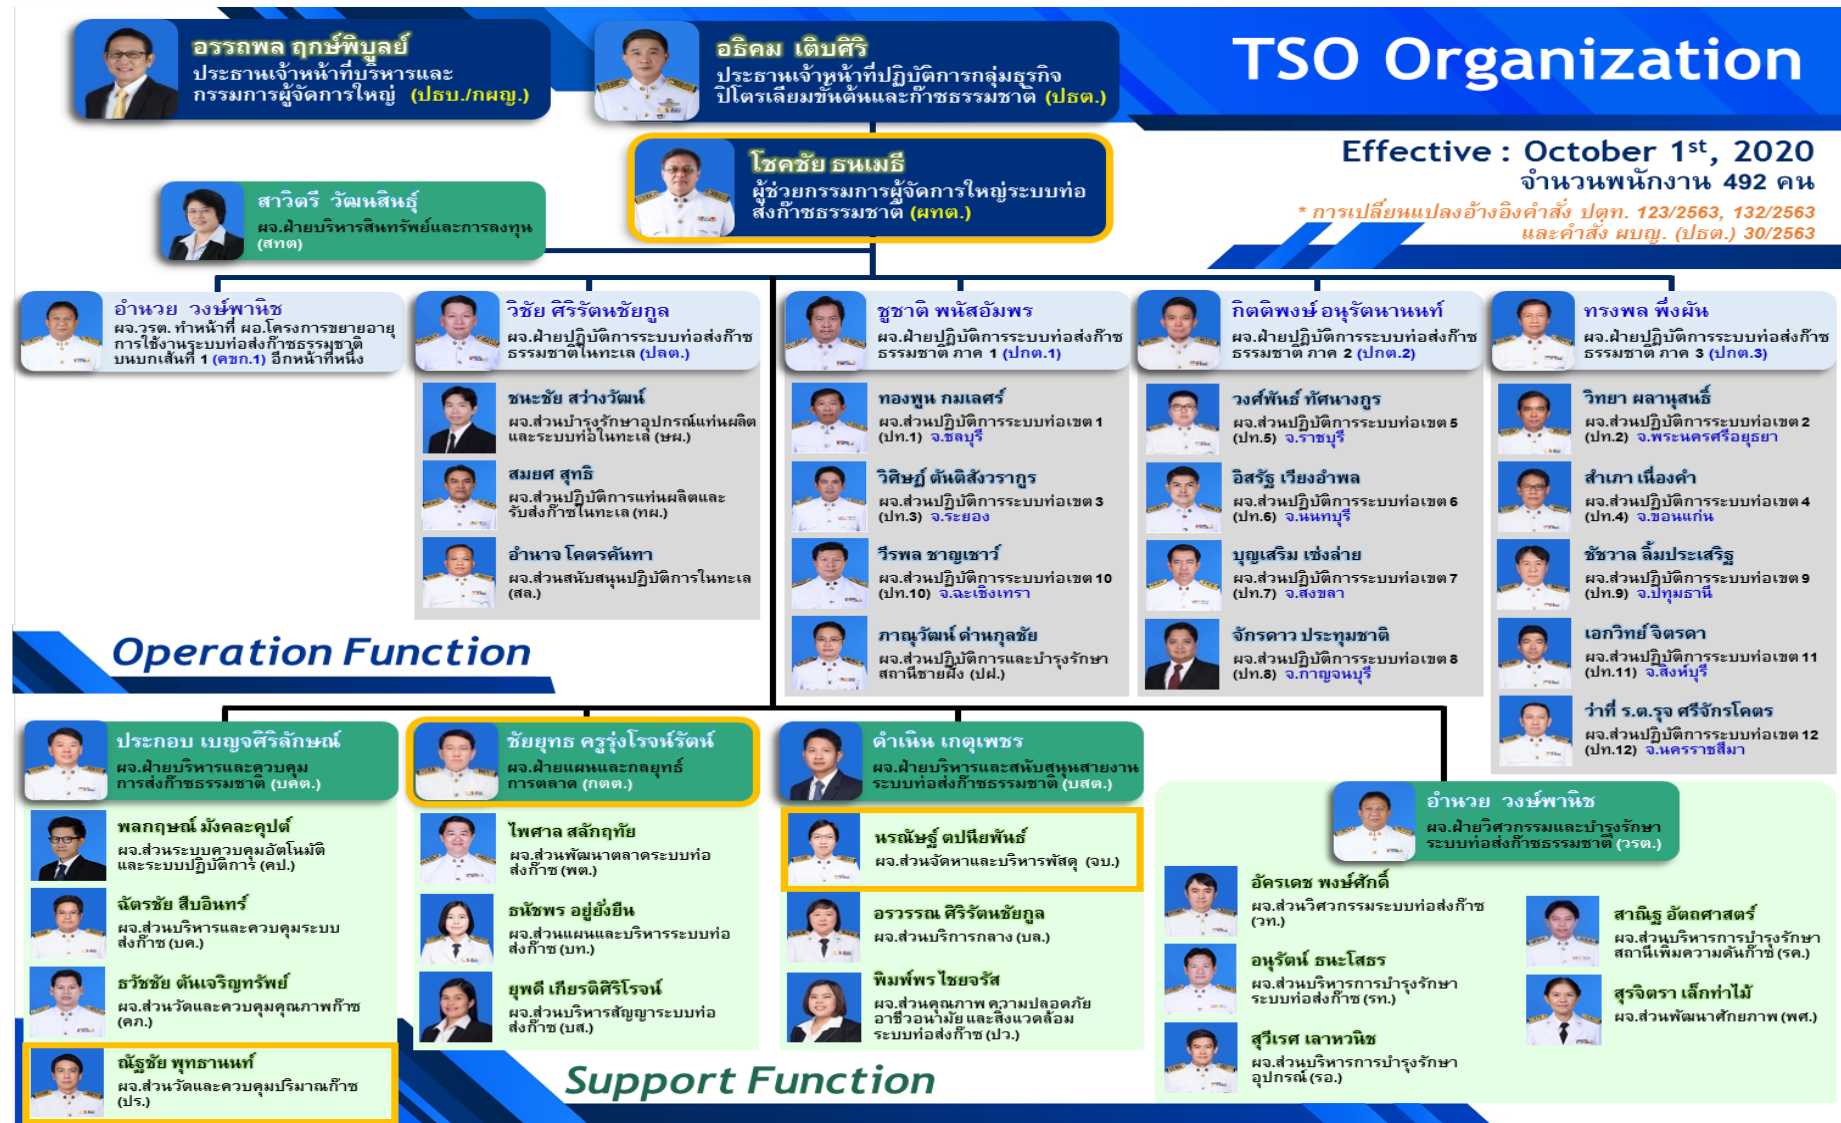 อรรถพล ฤกษ์พิบูลย์
ประธานเจ้าหน้าที่บริหารและ
กรรมการผู้จัดการใหญ่ (ปธบ./กผญ.)
อธิคม เติบศิริ
ประธานเจ้าหน้าที่ปฏิบัติการกลุ่มธุรกิจ
ปิโตรเลียมขั้นต้นและก๊าซธรรมชาติ (ปธต.)
TSO Organization
Effective : October 1st, 2020
จำนวนพนักงาน 492 คน
* การเปลี่ยนแปลงอ้างอิงคำสั่ง ปตท. 123/2563, 132/2563
และคำสั่ง ผบญ. (ปธต.) 30/2563
โชคชัย ธนเมธี
ผู้ช่วยกรรมการผู้จัดการใหญ่ระบบท่อ
ส่งก๊าซธรรมชาติ (ผทต.)
สาวิตรี วัฒนสินธุ์
ผจ.ฝ่ายบริหารสินทรัพย์และการลงทุน
(สทต)
อำนวย วงษ์พานิช
ผจ.วรต. ทำหน้าที่ ผอ.โครงการขยายอายุ
การใช้งานระบบท่อส่งก๊าซธรรมชาติ
บนบกเส้นที่ 1 (คขก.1) อีกหน้าที่หนึ่ง
วิชัย ศิริรัตนชัยกูล
ผจ.ฝ่ายปฏิบัติการระบบท่อส่งก๊าซ
ธรรมชาติในทะเล (ปลต.)
ชนะชัย สว่างวัฒน์
ผจ.ส่วนบำรุงรักษาอุปกรณ์แท่นผลิต
และระบบท่อในทะเล (ษผ.)
สมยศ สุทธิ
ผจ.ส่วนปฏิบัติการแท่นผลิตและ
รับส่งก๊าซในทะเล (ทผ.)
อำนาจ โคตรคันทา
ผจ.ส่วนสนับสนุนปฏิบัติการในทะเล
(สล.)
ชูชาติ พนัสอัมพร
ผจ.ฝ่ายปฏิบัติการระบบท่อส่งก๊าซ
ธรรมชาติ ภาค 1 (ปกต.1)
ทองพูน กมเลศร์
ผจ.ส่วนปฏิบัติการระบบท่อเขต 1
(ปท.1) จ.ชลบุรี
วิศิษฏ์ ตันติสังวรากูร
ผจ.ส่วนปฏิบัติการระบบท่อเขต 3
(ปท.3) จ.ระยอง
วีรพล ชาญเชาว์
ผจ.ส่วนปฏิบัติการระบบท่อเขต 10
(ปท.10) จ.ฉะเชิงเทรา
ภาณุวัฒน์ ด่านกุลชัย
ผจ.ส่วนปฏิบัติการและบำรุงรักษา
สถานีชายฝั่ง (ปฝ.)
กิตติพงษ์ อนุรัตนานนท์
ผจ.ฝ่ายปฏิบัติการระบบท่อส่งก๊าซ
ธรรมชาติ ภาค 2 (ปกต.2)
วงศ์พันธ์ ทัศนางกูร
ผจ.ส่วนปฏิบัติการระบบท่อเขต 5
(ปท.5) จ.ราชบุรี
อิสรัฐ เวียงอำพล
ผจ.ส่วนปฏิบัติการระบบท่อเขต 6
(ปท.6) จ.นนทบุรี
บุญเสริม เซ่งล่าย
ผจ.ส่วนปฏิบัติการระบบท่อเขต 7
(ปท.7) จ.สงขลา
จักรดาว ประทุมชาติ
ผจ.ส่วนปฏิบัติการระบบท่อเขต 8
(ปท.8) จ.กาญจนบุรี
ทรงพล พึ่งผัน
ผจ.ฝ่ายปฏิบัติการระบบท่อส่งก๊าซ
ธรรมชาติ ภาค 3 (ปกต.3)
วิทยา ผลานุสนธิ์
ผจ.ส่วนปฏิบัติการระบบท่อเขต 2
(ปท.2) จ.พระนครศรีอยุธยา
สำเภา เนื่องคำ
ผจ.ส่วนปฏิบัติการระบบท่อเขต 4
(ปท.4) จ.ขอนแก่น
ชัชวาล ลิ้มประเสริฐ
ผจ.ส่วนปฏิบัติการระบบท่อเขต 9
(ปท.9) จ.ปทุมธานี
เอกวิทย์ จิตรดา
ผจ.ส่วนปฏิบัติการระบบท่อเขต 11
(ปท.11) จ.สิงห์บุรี
ว่าที่ ร.ต.รุจ ศรีจักรโคตร
ผจ.ส่วนปฏิบัติการระบบท่อเขต 12
(ปท.12) จ.นครราชสีมา
Operation Function
ประกอบ เบญจศิริลักษณ์
ผจ.ฝ่ายบริหารและควบคุม
การส่งก๊าซธรรมชาติ (บคต.)
พลกฤษณ์ มังคละคุปต์
ผจ.ส่วนระบบควบคุมอัตโนมัติ
และระบบปฏิบัติการ (คป.)
ฉัตรชัย สืบอินทร์
ผจ.ส่วนบริหารและควบคุมระบบ
ส่งก๊าซ (บค.)
ธวัชชัย ตันเจริญทรัพย์
ผจ.ส่วนวัดและควบคุมคุณภาพก๊าซ
(คภ.)
ณัฐชัย พุทธานนท์
ผจ.ส่วนวัดและควบคุมปริมาณก๊าซ
(ปร.)
ชัยยุทธ ครูรุ่งโรจน์รัตน์
ผจ.ฝ่ายแผนและกลยุทธ์
การตลาด (กตต.)
ไพศาล สลักฤทัย
ผจ.ส่วนพัฒนาตลาดระบบท่อ
ส่งก๊าซ (พต.)
ธนัชพร อยู่ยั่งยืน
ผจ.ส่วนแผนและบริหารระบบท่อ
ส่งก๊าซ (บท.)
ยุพดี เกียรติศิริโรจน์
ผจ.ส่วนบริหารสัญญาระบบท่อ
ส่งก๊าซ (บส.)
ดำเนิน เกตุเพชร
ผจ.ฝ่ายบริหารและสนับสนุนสายงาน
ระบบท่อส่งก๊าซธรรมชาติ (บสต.)
นรณัษฐ์ ตปนียพันธ์
ผจ.ส่วนจัดหาและบริหารพัสดุ (จบ.)
อรวรรณ ศิริรัตนชัยกูล
ผจ.ส่วนบริการกลาง (บล.)
พิมพ์พร ไชยจรัส
ผจ.ส่วนคุณภาพ ความปลอดภัย
อาชีวอนามัย และสิ่งแวดล้อม
ระบบท่อส่งก๊าซ (ปว.)
อำนวย วงษ์พานิช
ผจ.ฝ่ายวิศวกรรมและบำรุงรักษา
ระบบท่อส่งก๊าซธรรมชาติ (วรต.)
อัครเดช พงษ์ศักดิ์
ผจ.ส่วนวิศวกรรมระบบท่อส่งก๊าซ
(วท.)
อนุรัตน์ ธนะโสธร
ผจ.ส่วนบริหารการบำรุงรักษา
ระบบท่อส่งก๊าซ (รท.)
สุวีเรศ เลาหวนิช
ผจ.ส่วนบริหารการบำรุงรักษา
อุปกรณ์ (รอ.)
สาณิฐ อัตถศาสตร์
ผจ.ส่วนบริหารการบำรุงรักษา
สถานีเพิ่มความดันก๊าซ (รค.)
สุรจิตรา เล็กท่าไม้
ผจ.ส่วนพัฒนาศักยภาพ (พศ.)
Support Function